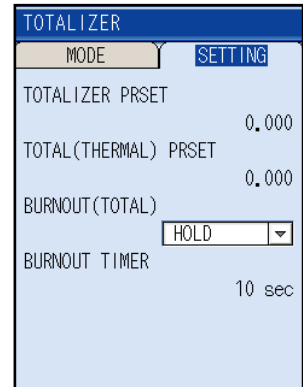 TOTALIZER
MODE SETTING
TOTALIZER PRSET
0.000
TOTAL(THERMAL) PRSET
0.000
BURNOUT(TOTAL)
HOLD
BURNOUT TIMER
10 sec